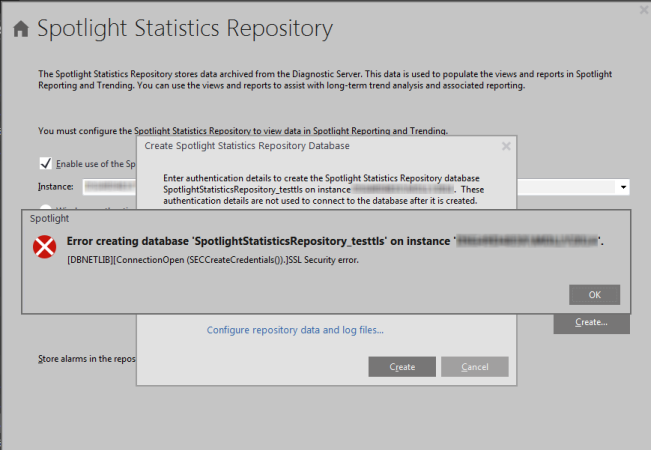 Spotlight Statistics Repository
The Spotlight Statistics Repository stores data archived from the Diagnostic Server. This data is used to populate the views and reports in Spotlight
Reporting and Trending. You can use the views and reports to assist with long-term trend analysis and associated reporting.
You must configure the Spotlight Statistics Repository to view data in Spotlight Reporting and Trending.
Create Spotlight Statistics Repository Database
Enable use of the Sp
Enter authentication details to create the Spotlight Statistics Repository database
SpotlightStatisticsRepository_testtls on instance . These
authentication details are not used to connect to the database after it is created.
Instance:
Spotlight
Error creating database 'SpotlightStatisticsRepository_testtls' on instance ' '.
[DBNETLIB][ConnectionOpen (SECCreateCredentials()).]SSL Security error.
OK
Configure repository data and log files...
Create...
Store alarms in the repos
Create
Cancel